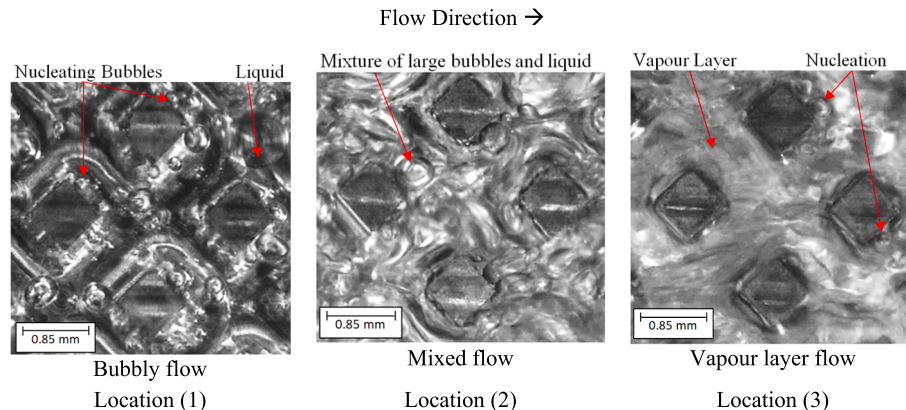 Flow Direction →
Nucleating Bubbles
Liquid
Mixture of large bubbles and liquid
Vapour Layer
Nucleation
0.85 mm
0.85 mm
0.85 mm
Bubbly flow
Mixed flow
Vapour layer flow
Location (1)
Location (2)
Location (3)